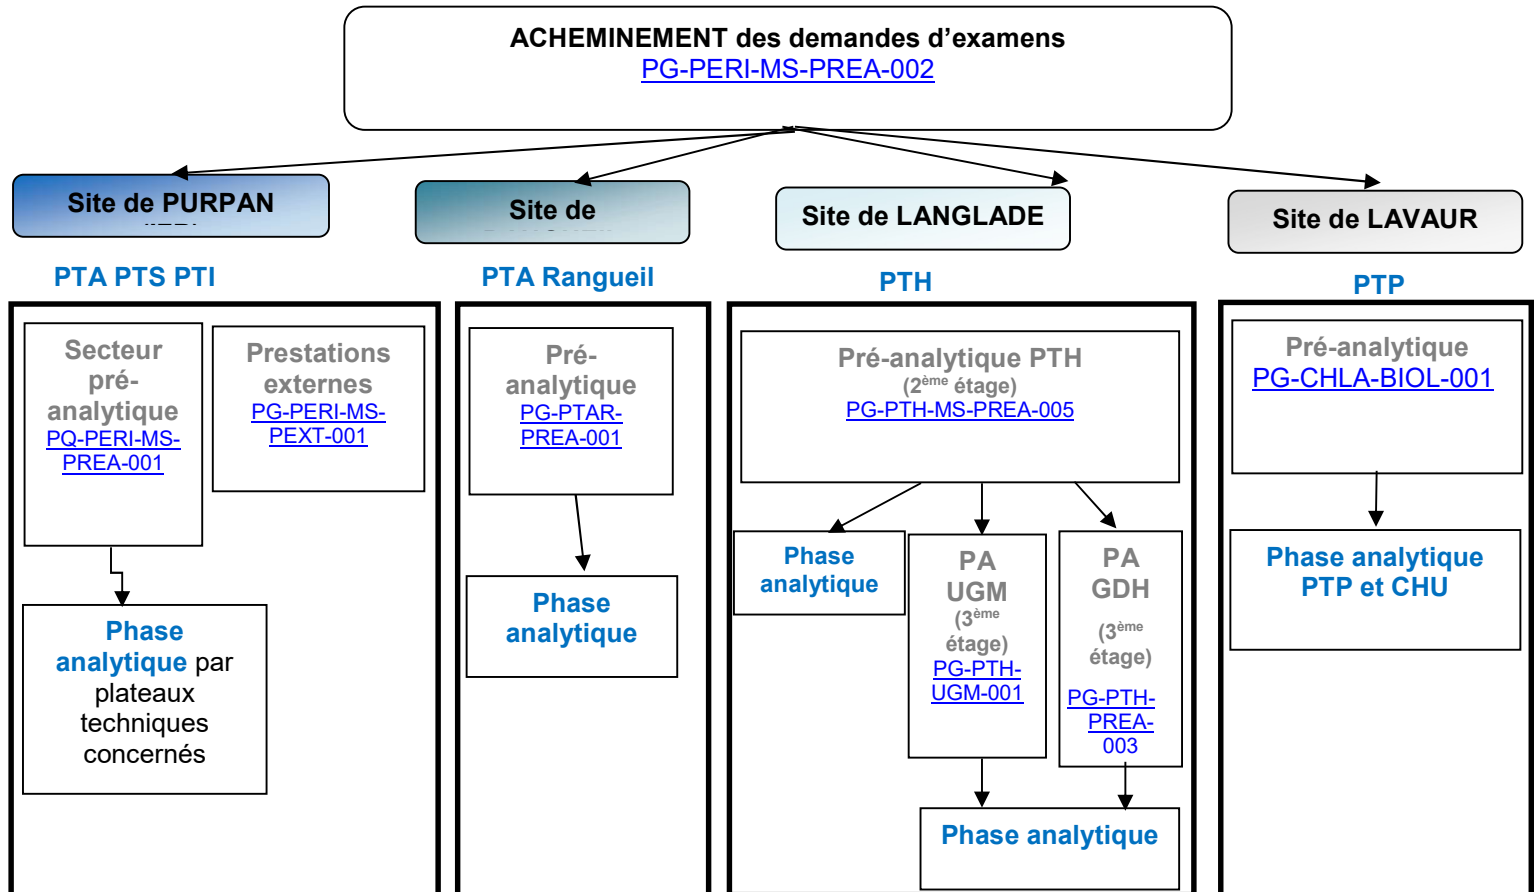 ACHEMINEMENT des demandes d’examens
PG-PERI-MS-PREA-002
Site de PURPAN
Site de
Site de LANGLADE
Site de LAVAUR
PTA PTS PTI
PTA Rangueil
PTH
PTP
Secteur
pré-
analytique
PQ-PERI-MS-
PREA-001
Prestations
externes
PG-PERI-MS-
PEXT-001
Phase
analytique par
plateaux
techniques
concernés
Pré-
analytique
PG-PTAR-
PREA-001
Phase
analytique
Pré-analytique PTH
(2ème étage)
PG-PTH-MS-PREA-005
Phase
analytique
PA
UGM
(3ème
étage)
PG-PTH-
UGM-001
PA
GDH
(3ème
étage)
PG-PTH-
PREA-
003
Phase analytique
Pré-analytique
PG-CHLA-BIOL-001
Phase analytique
PTP et CHU